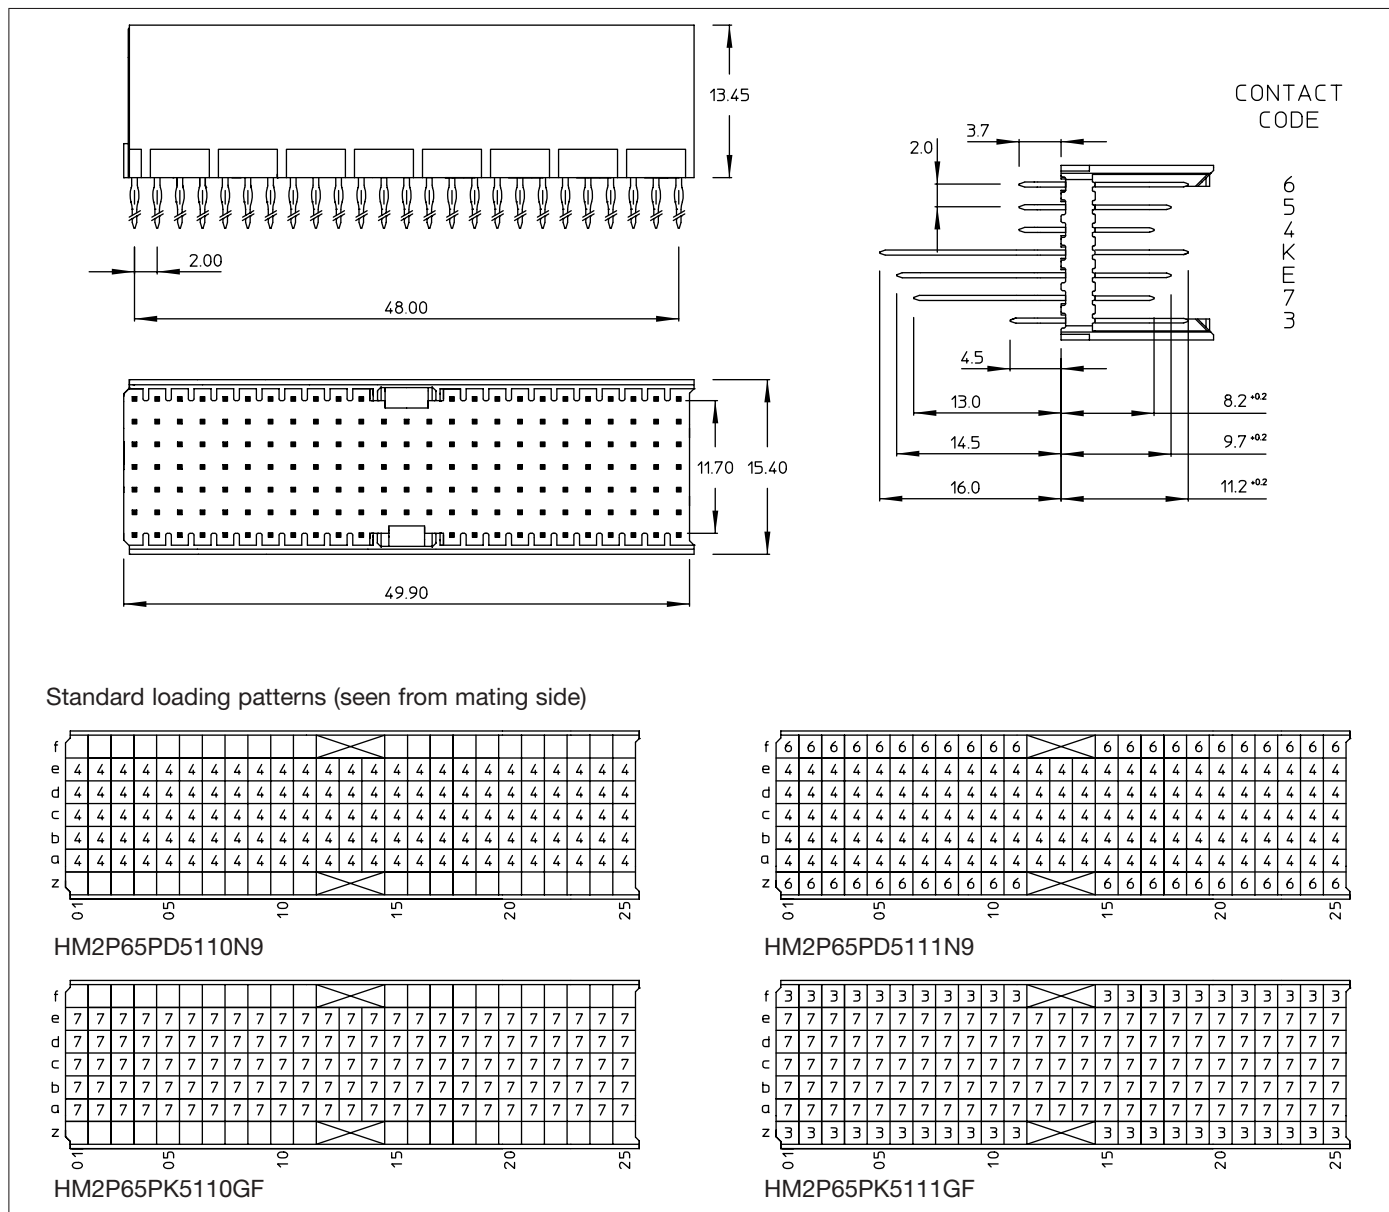 13.45
2.00
48.00
CONTACT
CODE
3.7
2.0
6
5
4
K
E
7
3
4.5
13.0
8.2 +0.2
14.5
9.7 +0.2
16.0
11.2 +0.2
11.70
15.40
49.90
Standard loading patterns (seen from mating side)
f
e 4 4 4 4 4 4 4 4 4 4 4 4 4 4 4 4 4 4 4 4 4 4 4 4 4
d 4 4 4 4 4 4 4 4 4 4 4 4 4 4 4 4 4 4 4 4 4 4 4 4 4
c 4 4 4 4 4 4 4 4 4 4 4 4 4 4 4 4 4 4 4 4 4 4 4 4 4
b 4 4 4 4 4 4 4 4 4 4 4 4 4 4 4 4 4 4 4 4 4 4 4 4 4
a 4 4 4 4 4 4 4 4 4 4 4 4 4 4 4 4 4 4 4 4 4 4 4 4 4
z
01 05 10 15 20 25
HM2P65PD5110N9
f 6 6 6 6 6 6 6 6 6 6 6 6 6 6 6 6 6 6 6 6 6 6
e 4 4 4 4 4 4 4 4 4 4 4 4 4 4 4 4 4 4 4 4 4 4 4 4 4
d 4 4 4 4 4 4 4 4 4 4 4 4 4 4 4 4 4 4 4 4 4 4 4 4 4
c 4 4 4 4 4 4 4 4 4 4 4 4 4 4 4 4 4 4 4 4 4 4 4 4 4
b 4 4 4 4 4 4 4 4 4 4 4 4 4 4 4 4 4 4 4 4 4 4 4 4 4
a 4 4 4 4 4 4 4 4 4 4 4 4 4 4 4 4 4 4 4 4 4 4 4 4 4
z 6 6 6 6 6 6 6 6 6 6 6 6 6 6 6 6 6 6 6 6 6 6
01 05 10 15 20 25
HM2P65PD5111N9
f
e 7 7 7 7 7 7 7 7 7 7 7 7 7 7 7 7 7 7 7 7 7 7 7 7 7
d 7 7 7 7 7 7 7 7 7 7 7 7 7 7 7 7 7 7 7 7 7 7 7 7 7
c 7 7 7 7 7 7 7 7 7 7 7 7 7 7 7 7 7 7 7 7 7 7 7 7 7
b 7 7 7 7 7 7 7 7 7 7 7 7 7 7 7 7 7 7 7 7 7 7 7 7 7
a 7 7 7 7 7 7 7 7 7 7 7 7 7 7 7 7 7 7 7 7 7 7 7 7 7
z
01 05 10 15 20 25
HM2P65PK5110GF
f 3 3 3 3 3 3 3 3 3 3 3 3 3 3 3 3 3 3 3 3 3 3
e 7 7 7 7 7 7 7 7 7 7 7 7 7 7 7 7 7 7 7 7 7 7 7 7 7
d 7 7 7 7 7 7 7 7 7 7 7 7 7 7 7 7 7 7 7 7 7 7 7 7 7
c 7 7 7 7 7 7 7 7 7 7 7 7 7 7 7 7 7 7 7 7 7 7 7 7 7
b 7 7 7 7 7 7 7 7 7 7 7 7 7 7 7 7 7 7 7 7 7 7 7 7 7
a 7 7 7 7 7 7 7 7 7 7 7 7 7 7 7 7 7 7 7 7 7 7 7 7 7
z 3 3 3 3 3 3 3 3 3 3 3 3 3 3 3 3 3 3 3 3 3 3
01 05 10 15 20 25
HM2P65PK5111GF